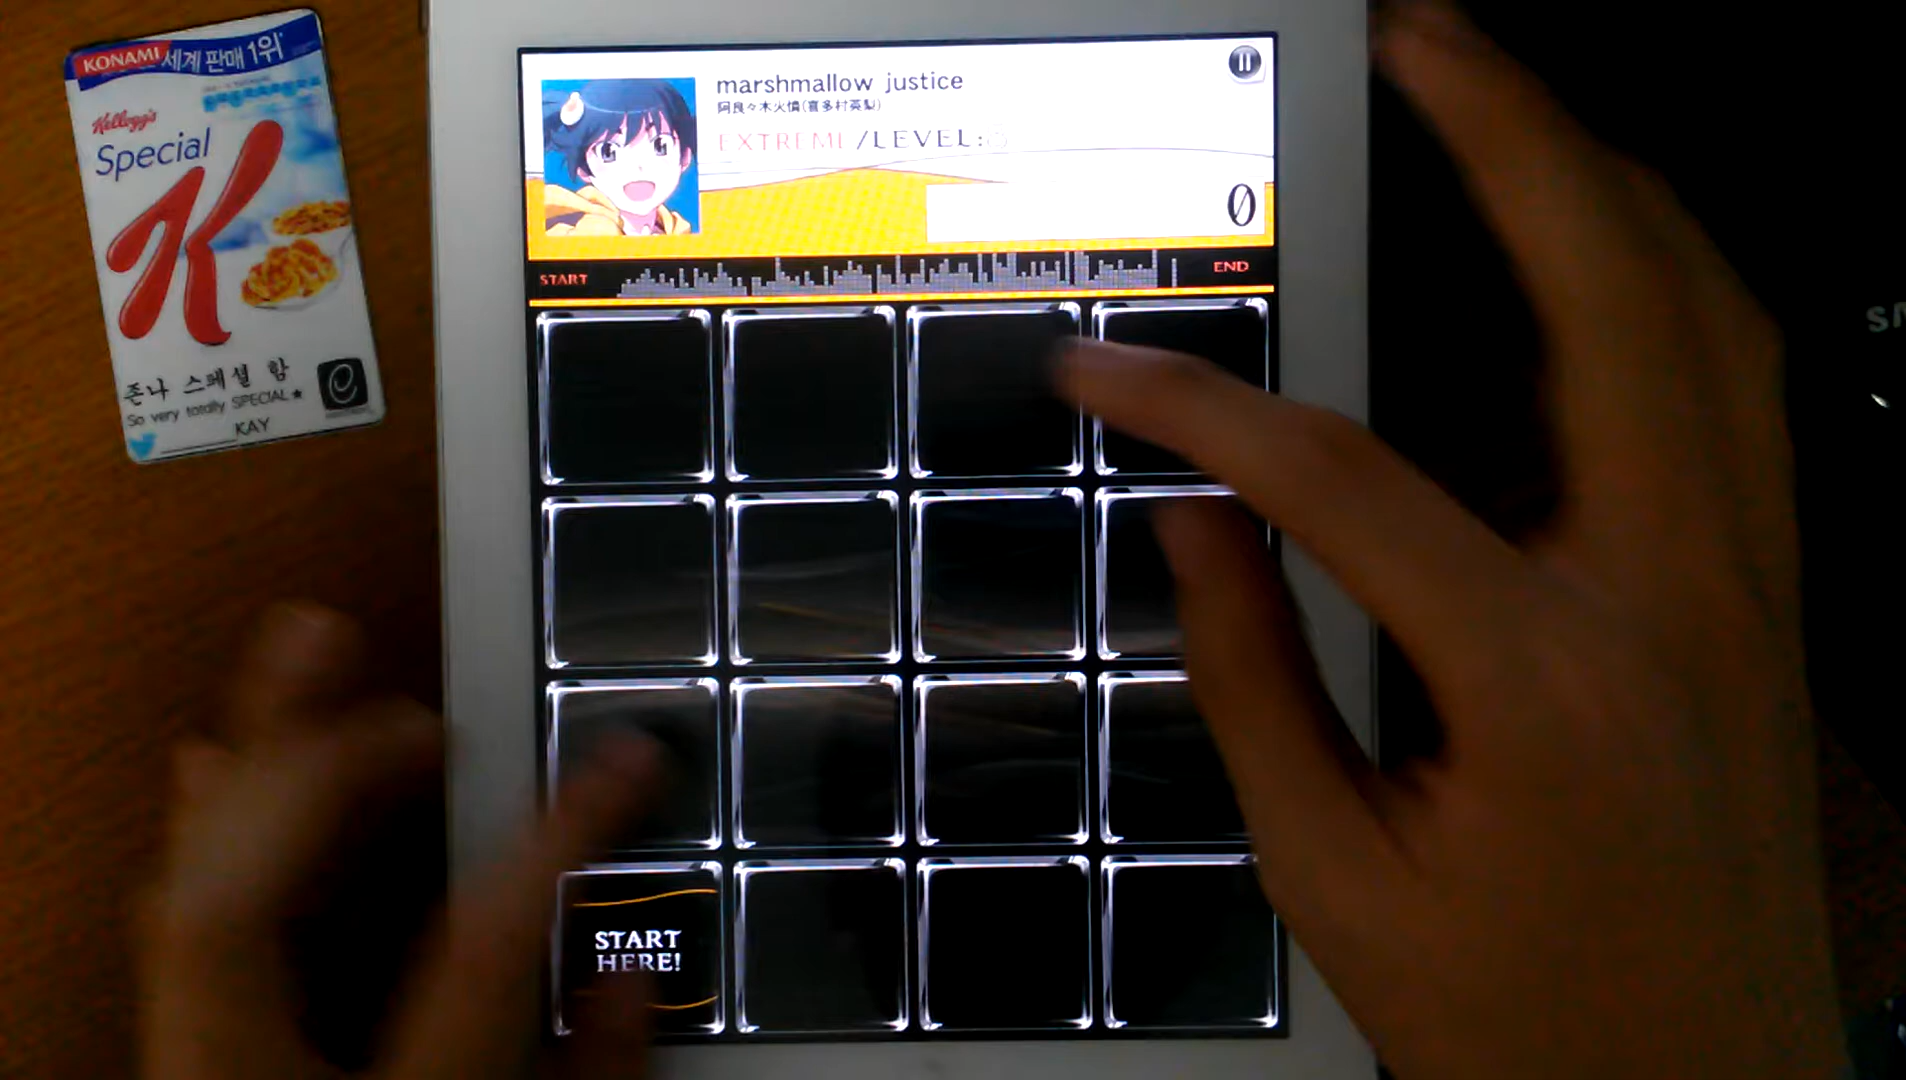 KONAMI 세계 판매 1위
Kellogg's
Special
K
존나 스페셜 함
So very totally SPECIAL★
KAY
marshmallow justice
阿良々木火憐(喜多村英梨)
EXTREME/LEVEL:
0
START
END
START
HERE!